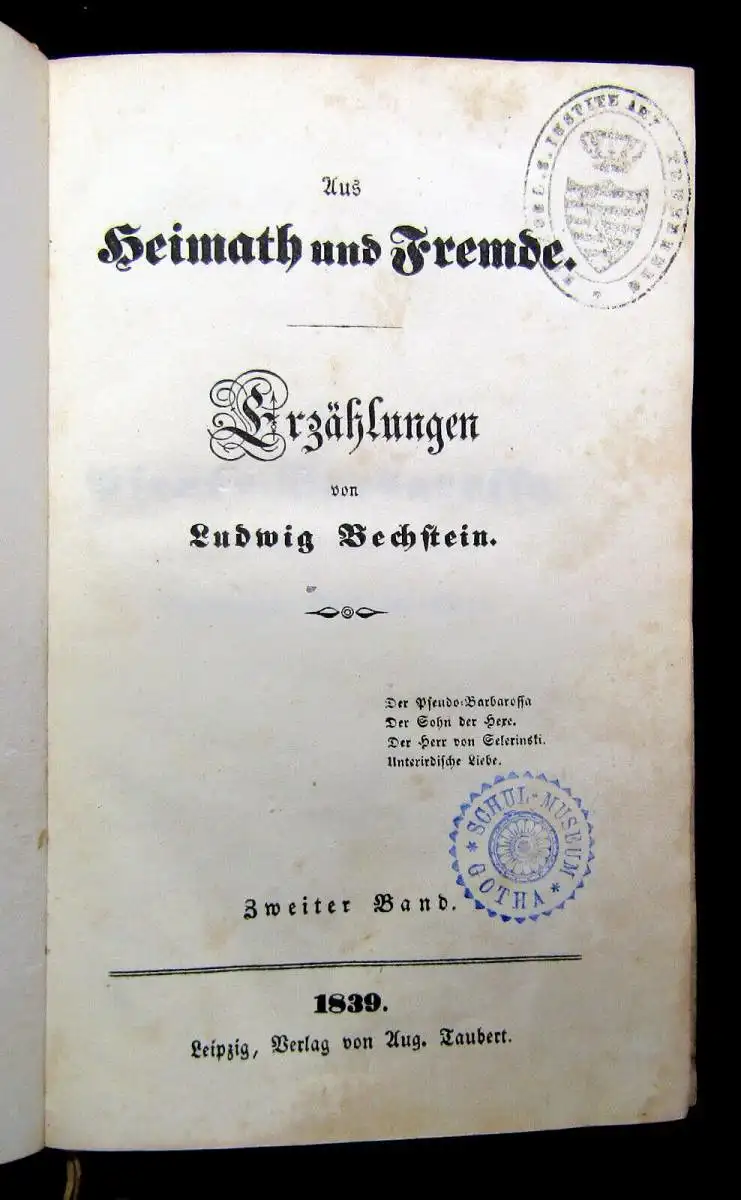 Aus
Heimath und Fremde.
Erzählungen
von
Ludwig Bechstein.
Der Pseudo-Barbarossa
Der Sohn der Hexe.
Der Herr von Selerinski.
Unterirdische Liebe.
SCHUL-MUSEUM
* GOTHA *
Zweiter Band.
1839.
Leipzig, Verlag von Aug. Taubert.